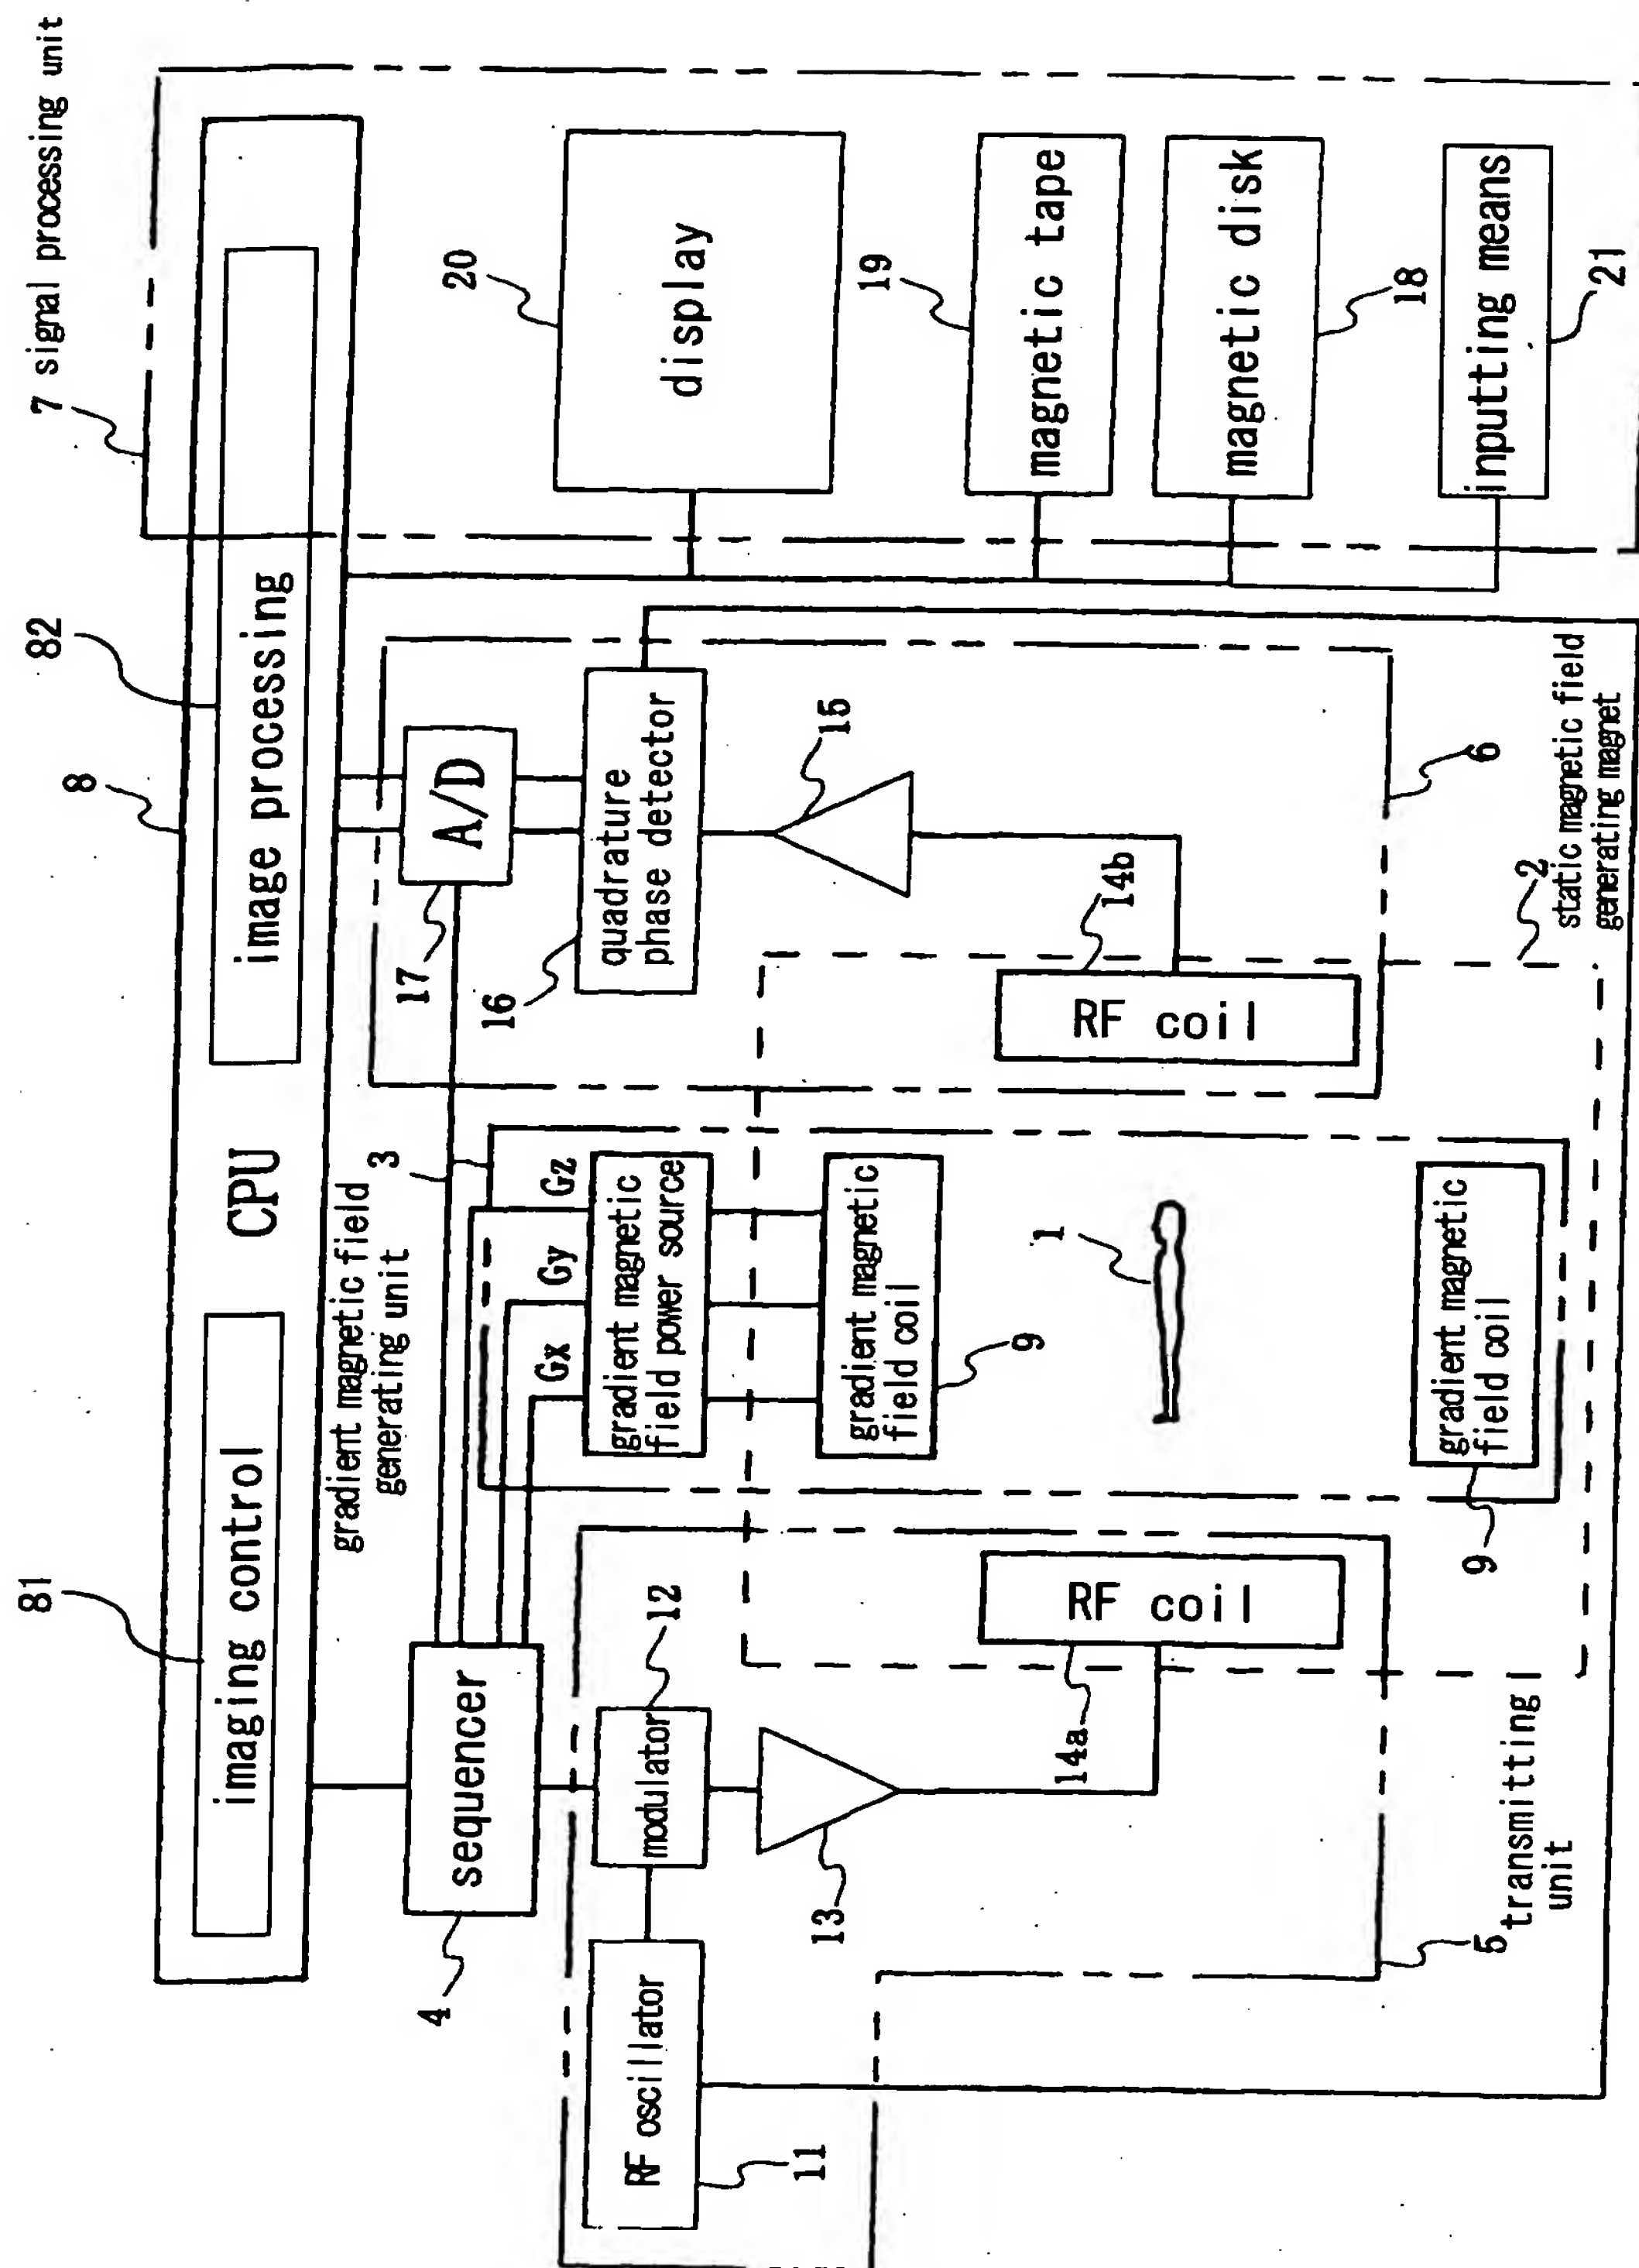 81
8
82
7 signal processing unit
imaging control
CPU
image processing
gradient magnetic field
generating unit
3
4
sequencer
17
A/D
20
display
16
quadrature
phase detector
Gx
Gy
Gz
gradient magnetic
field power source
RF oscillator
11
modulator
12
13
15
gradient magnetic
field coil
9
19
magnetic tape
14a
RF coil
1
14b
RF coil
magnetic disk
18
5
transmitting
unit
gradient magnetic
field coil
9
6
2
static magnetic field
generating magnet
inputting means
21